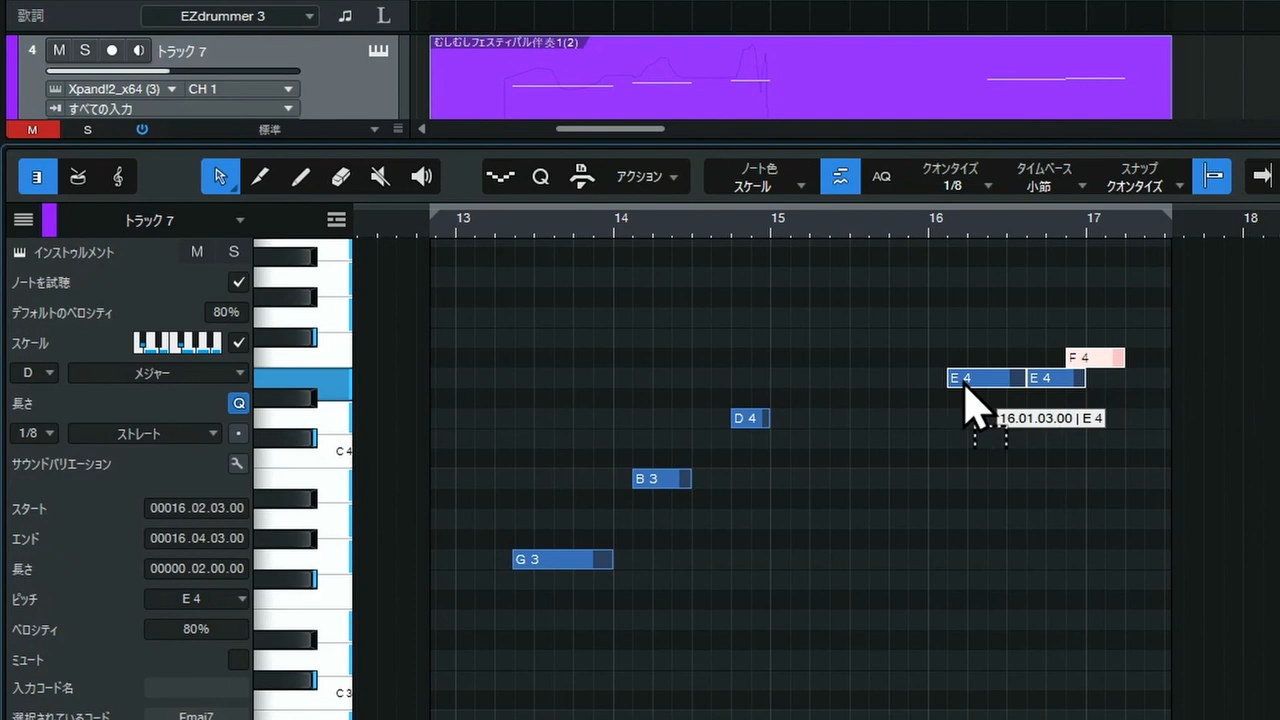 歌詞 EZdrummer 3 L
むしむしフェスティバル伴奏1(2)
4 M S トラック 7
Xpand!2_x64 (3) CH 1
すべての入力
M S 標準
Q アクション ノート色 スケール AQ クオンタイズ 1/8 タイムベース 小節 スナップ クオンタイズ
トラック 7 13 14 15 16 17 18
インストゥルメント M S
ノートを試聴
デフォルトのベロシティ 80%
スケール
F 4
D メジャー
E 4 E 4
長さ Q
D 4 16.01.03.00 | E 4
1/8 ストレート
C 4
サウンドバリエーション
B 3
スタート 00016.02.03.00
エンド 00016.04.03.00
G 3
長さ 00000.02.00.00
ピッチ E 4
ベロシティ 80%
ミュート
入力コード名
C 3
選択されているコード Emaj7